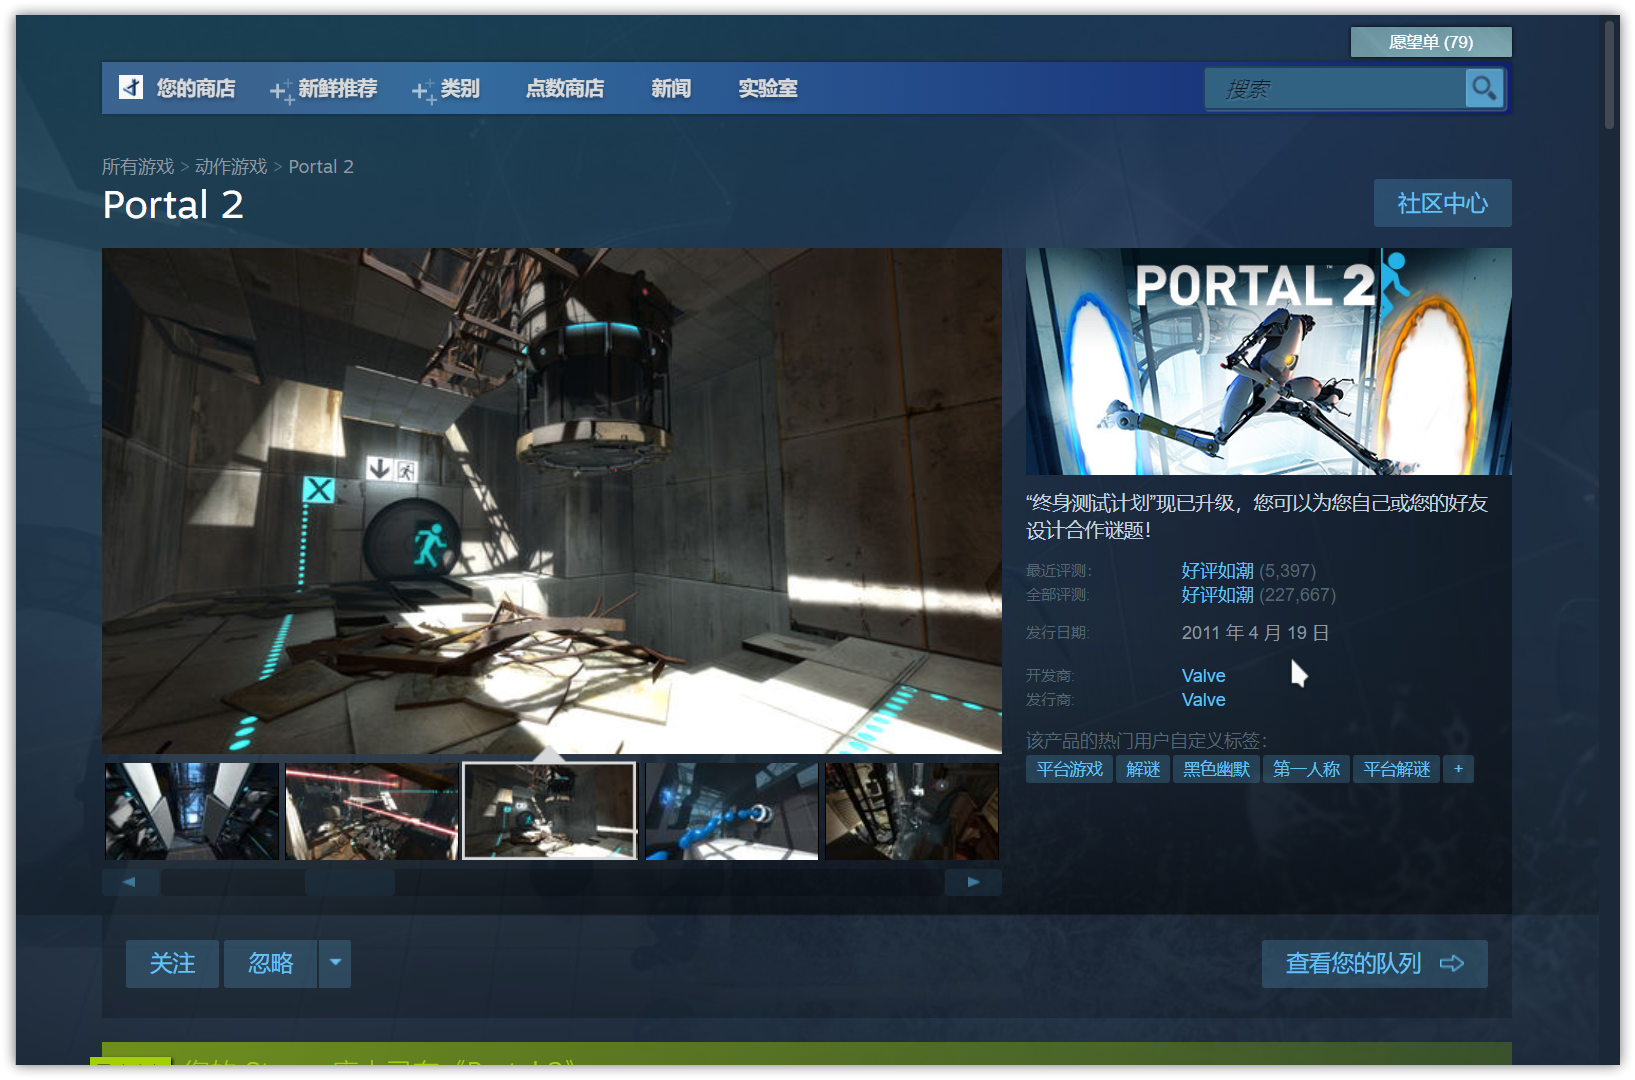 愿望单 (79)
您的商店 新鲜推荐 类别 点数商店 新闻 实验室 搜索
所有游戏 > 动作游戏 > Portal 2
Portal 2
社区中心
PORTAL 2
“终身测试计划”现已升级，您可以为您自己或您的好友
设计合作谜题!
最近评测: 好评如潮 (5,397)
全部评测: 好评如潮 (227,667)
发行日期: 2011 年 4 月 19 日
开发商: Valve
发行商: Valve
该产品的热门用户自定义标签:
平台游戏 解谜 黑色幽默 第一人称 平台解谜 +
关注 忽略 查看您的队列